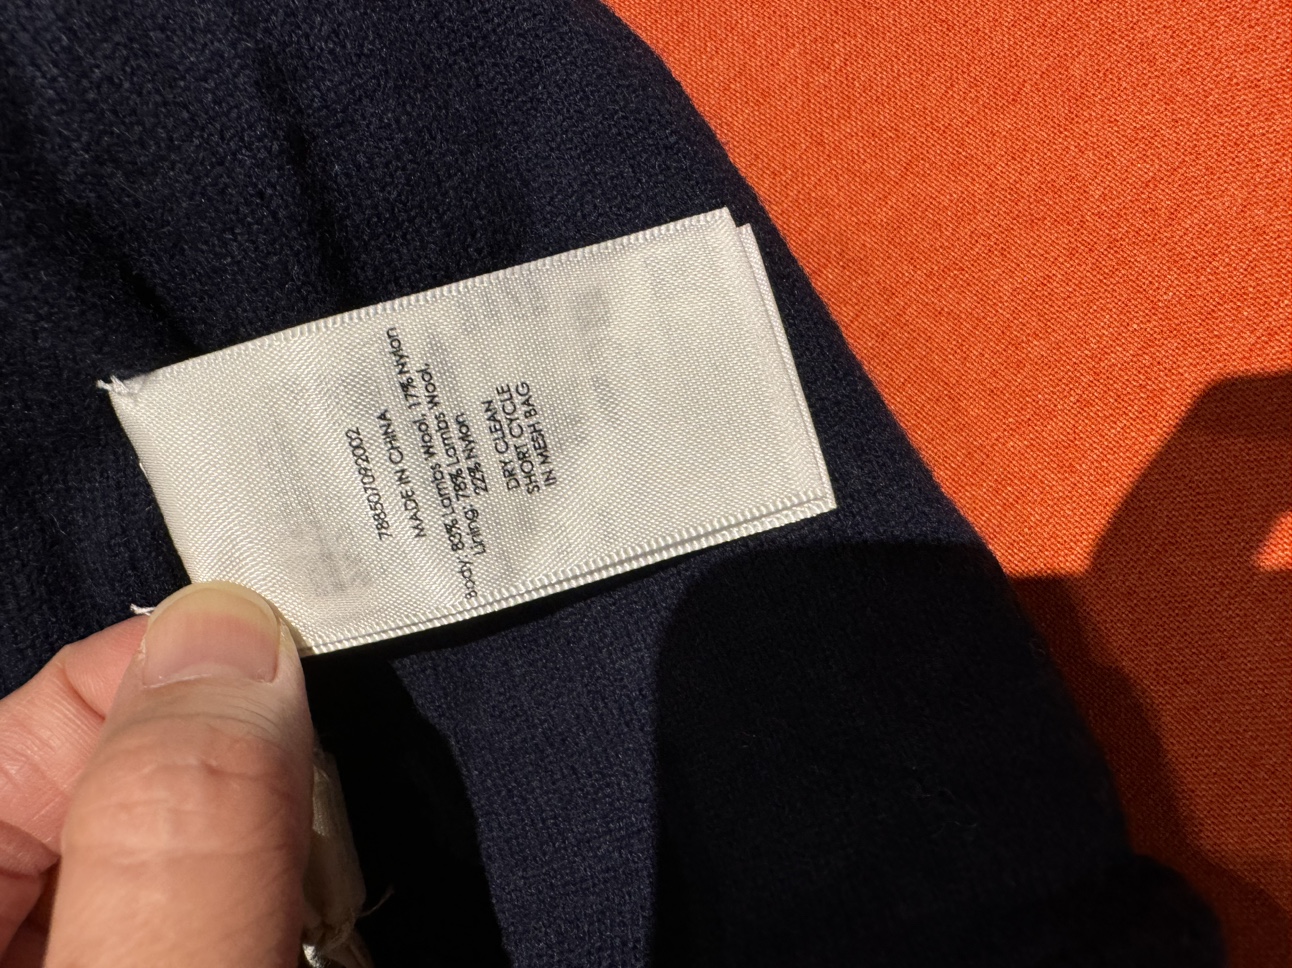 788507092002
MADE IN CHINA
Body 83% Lambs Wool, 17% Nylon
Lining 78% Lambs Wool,
22% Nylon
DRY CLEAN
SHORT CYCLE
IN MESH BAG